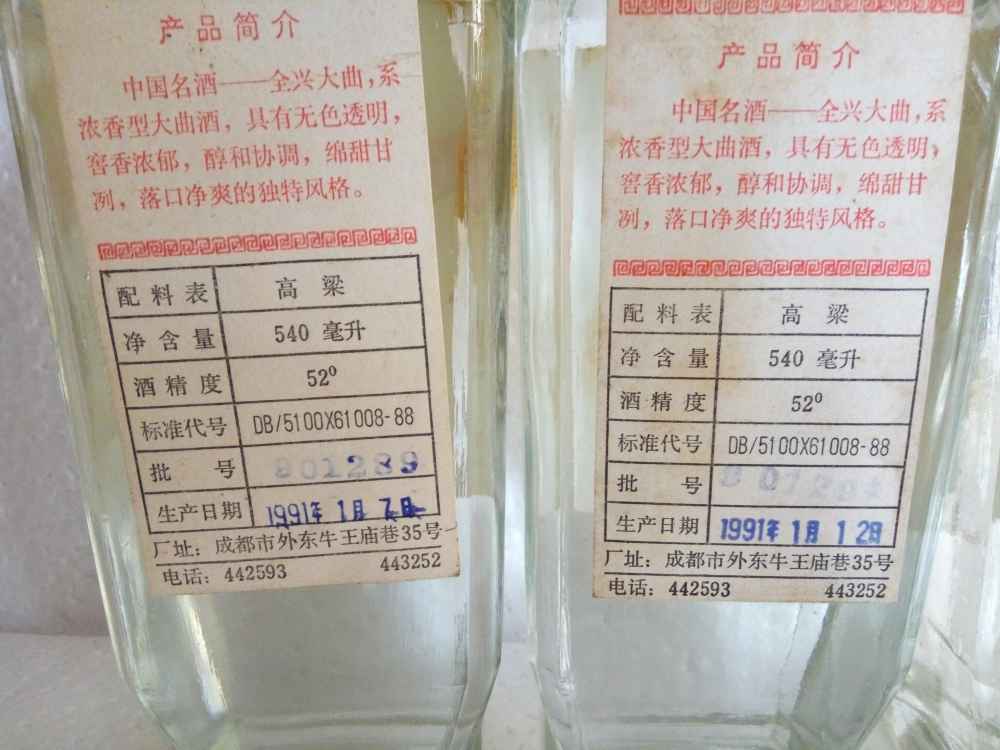 产品简介
中国名酒——全兴大曲，系
浓香型大曲酒，具有无色透明，
窖香浓郁，醇和协调，绵甜甘
冽，落口净爽的独特风格。
配料表 高粱
净含量 540 毫升
酒精度 52⁰
标准代号 DB/5100X61008-88
批号 801289
生产日期 1991年1月7日
厂址：成都市外东牛王庙巷35号
电话：442593 443252
产品简介
中国名酒——全兴大曲，系
浓香型大曲酒，具有无色透明，
窖香浓郁，醇和协调，绵甜甘
冽，落口净爽的独特风格。
配料表 高粱
净含量 540 毫升
酒精度 52⁰
标准代号 DB/5100X61008-88
批号
生产日期 1991年1月12日
厂址：成都市外东牛王庙巷35号
电话：442593 443252